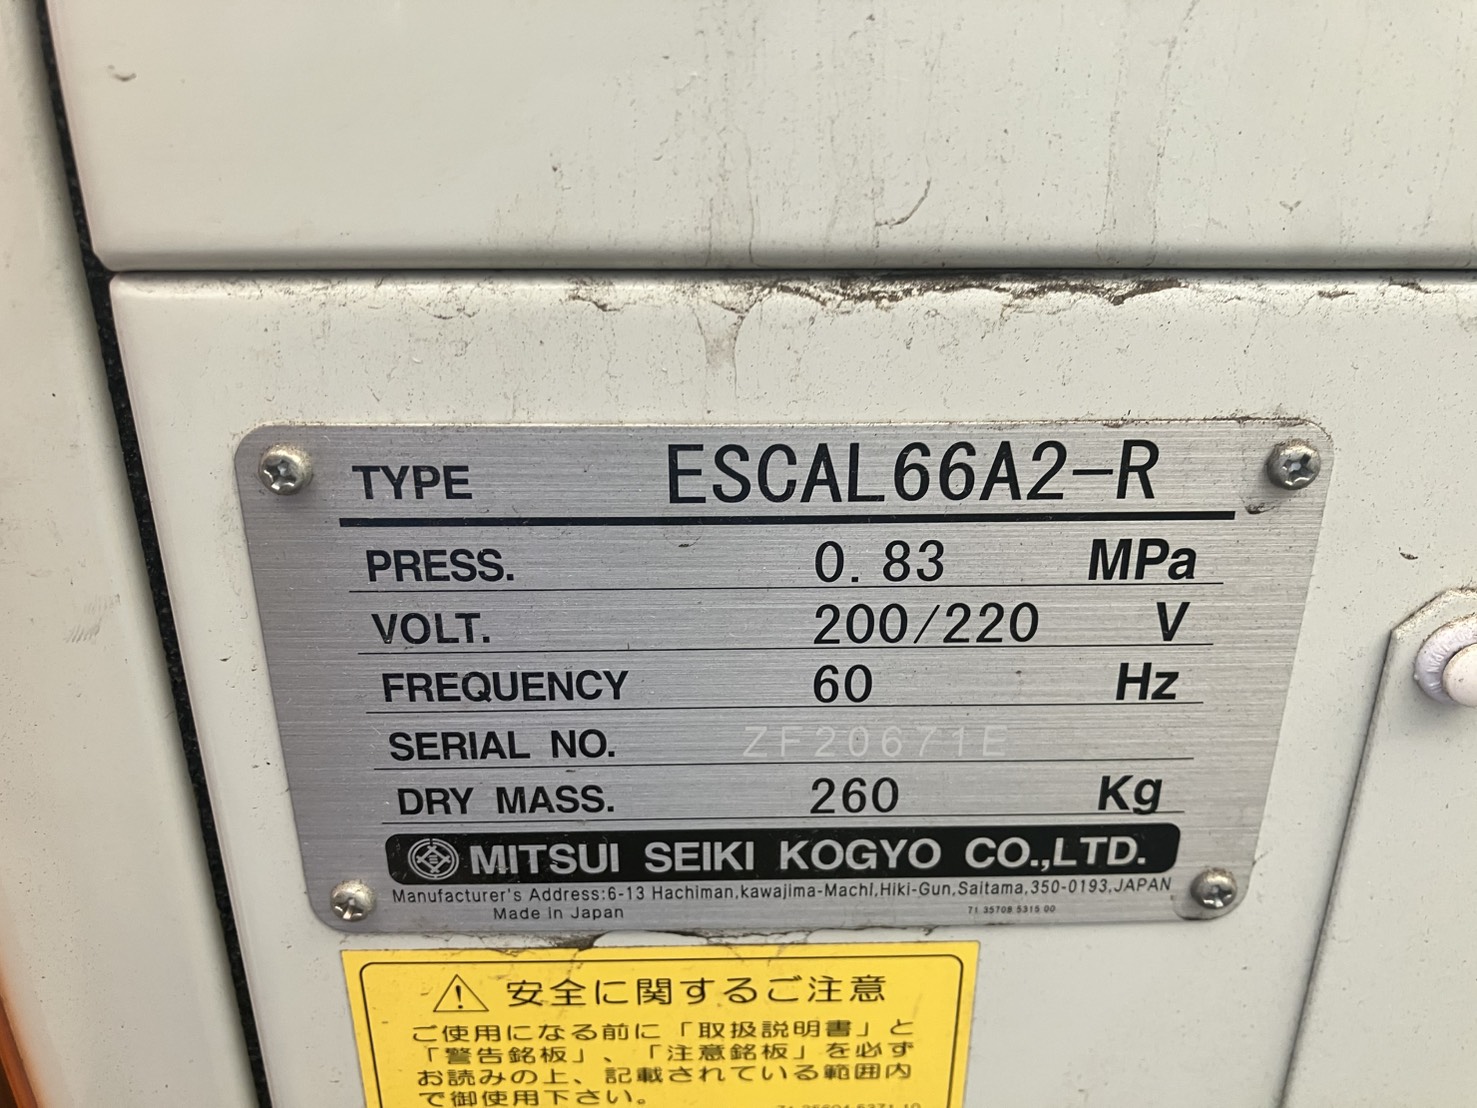 TYPE ESCAL66A2-R
PRESS. 0.83 MPa
VOLT. 200/220 V
FREQUENCY 60 Hz
SERIAL NO. ZF20671E
DRY MASS. 260 Kg
MITSUI SEIKI KOGYO CO.,LTD.
Manufacturer's Address:6-13 Hachiman,kawajima-Machi,Hiki-Gun,Saitama,350-0193,JAPAN
Made in Japan 71 35708 5315 00
安全に関するご注意
ご使用になる前に「取扱説明書」と
「警告銘板」、「注意銘板」を必ず
お読みの上、記載されている範囲内
で御使用下さい。